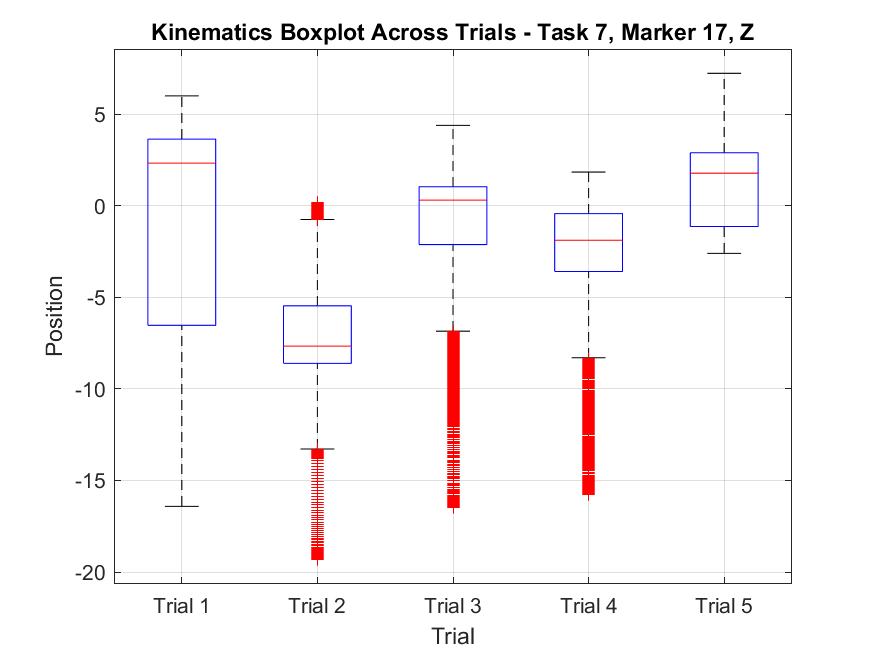 Kinematics Boxplot Across Trials - Task 7, Marker 17, Z
Position
5
0
-5
-10
-15
-20
Trial 1 Trial 2 Trial 3 Trial 4 Trial 5
Trial